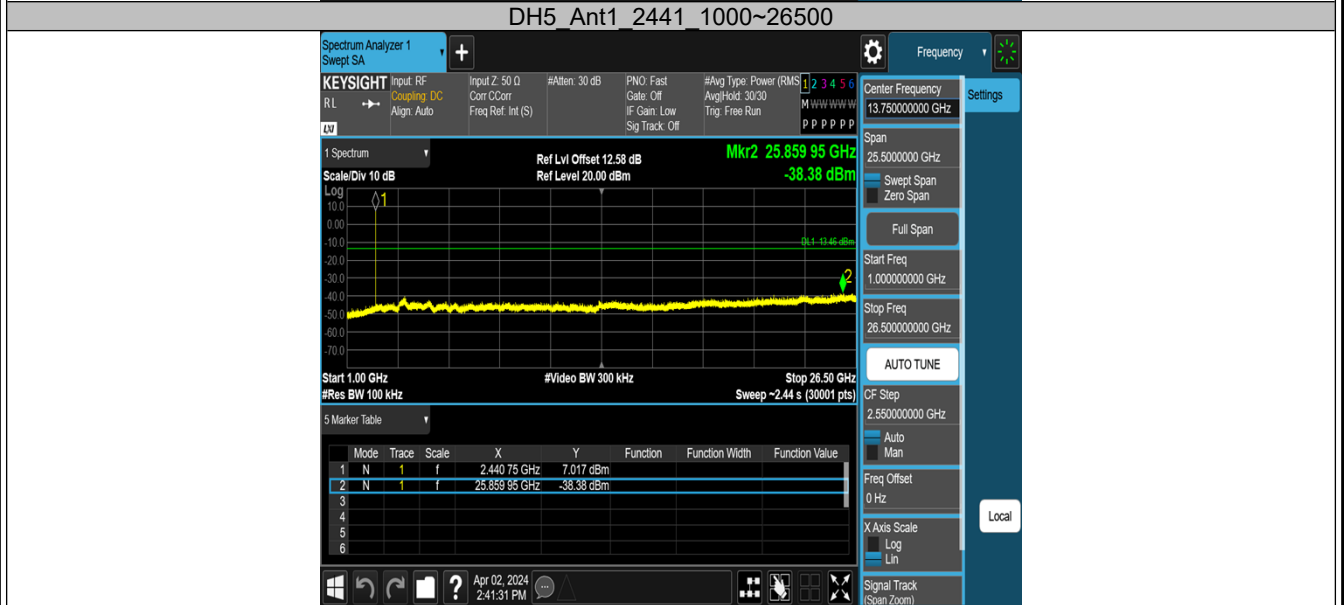 DH5_Ant1_2441_1000~26500
Spectrum Analyzer 1
Swept SA
+
Frequency
KEYSIGHT
RL
LXI
Input: RF
Coupling: DC
Align: Auto
Input Z: 50 Ω
Corr CCorr
Freq Ref: Int (S)
#Atten: 30 dB
PNO: Fast
Gate: Off
IF Gain: Low
Sig Track: Off
#Avg Type: Power (RMS
Avg|Hold: 30/30
Trig: Free Run
1 2 3 4 5 6
M W W W W W
P P P P P P
1 Spectrum
Scale/Div 10 dB
Ref Lvl Offset 12.58 dB
Ref Level 20.00 dBm
Mkr2 25.859 95 GHz
-38.38 dBm
Log
1
10.0
0.00
-10.0
DL1 -13.46 dBm
-20.0
-30.0
2
-40.0
-50.0
-60.0
-70.0
Start 1.00 GHz
#Res BW 100 kHz
#Video BW 300 kHz
Stop 26.50 GHz
Sweep ~2.44 s (30001 pts)
5 Marker Table
Mode Trace Scale X Y Function Function Width Function Value
1 N 1 f 2.440 75 GHz 7.017 dBm
2 N 1 f 25.859 95 GHz -38.38 dBm
3
4
5
6
?
Apr 02, 2024
2:41:31 PM
Center Frequency
13.750000000 GHz
Span
25.5000000 GHz
Swept Span
Zero Span
Full Span
Start Freq
1.000000000 GHz
Stop Freq
26.500000000 GHz
AUTO TUNE
CF Step
2.550000000 GHz
Auto
Man
Freq Offset
0 Hz
X Axis Scale
Log
Lin
Signal Track
(Span Zoom)
Settings
Local